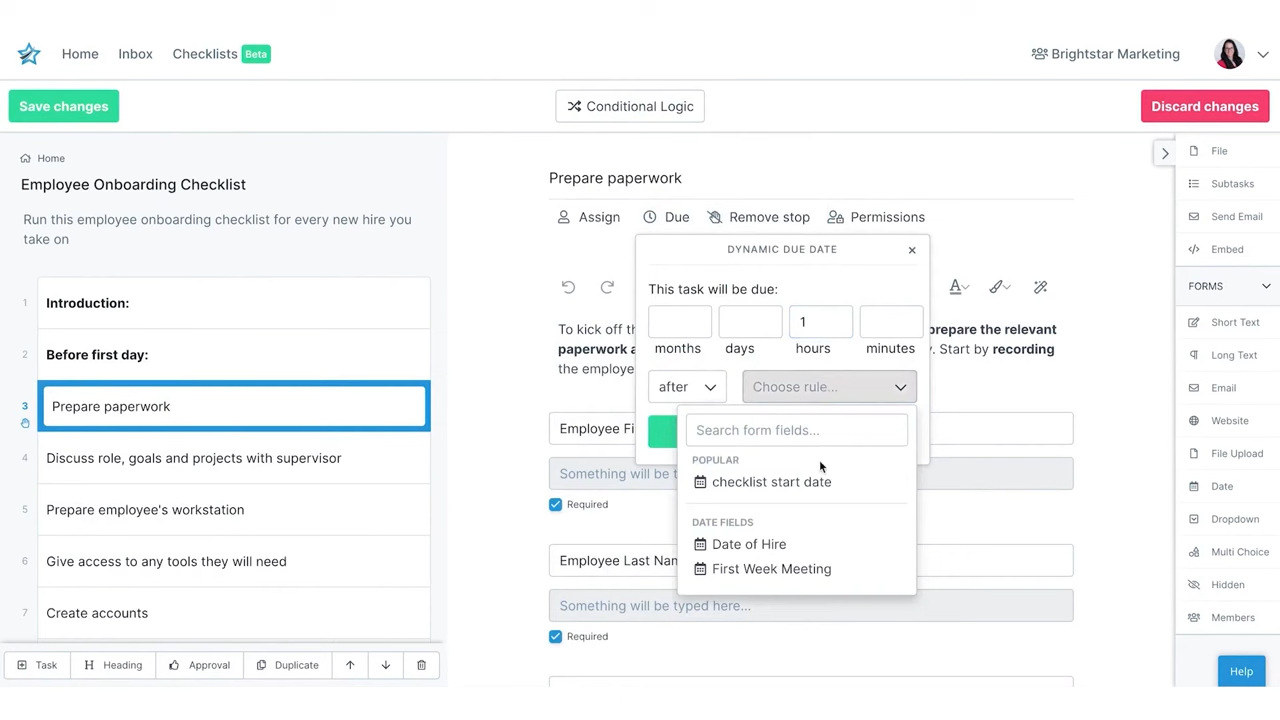 Home Inbox Checklists Beta Brightstar Marketing
Save changes Conditional Logic Discard changes
Home
Employee Onboarding Checklist
Run this employee onboarding checklist for every new hire you
take on
1 Introduction:
2 Before first day:
3 Prepare paperwork
4 Discuss role, goals and projects with supervisor
5 Prepare employee's workstation
6 Give access to any tools they will need
7 Create accounts
Task Heading Approval Duplicate
Prepare paperwork
Assign Due Remove stop Permissions
DYNAMIC DUE DATE
This task will be due:
1
months days hours minutes
after Choose rule...
Search form fields...
POPULAR
checklist start date
DATE FIELDS
Date of Hire
First Week Meeting
To kick off prepare the relevant
paperwork . Start by recording
the
Employee
Something will be
Required
Employee Last
Something will be typed here...
Required
File
Subtasks
Send Email
Embed
FORMS
Short Text
Long Text
Email
Website
File Upload
Date
Dropdown
Multi Choice
Hidden
Members
Help